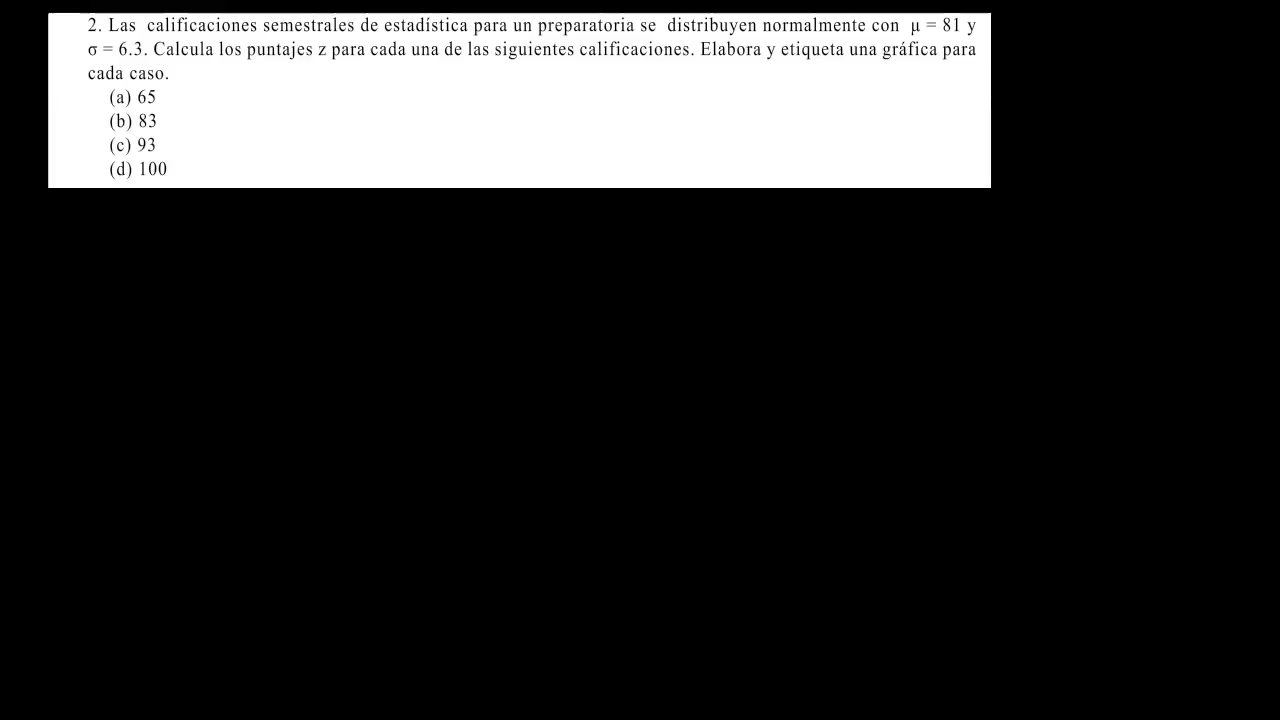 2. Las calificaciones semestrales de estadística para un preparatoria se distribuyen normalmente con μ = 81 y
σ = 6.3. Calcula los puntajes z para cada una de las siguientes calificaciones. Elabora y etiqueta una gráfica para
cada caso.
(a) 65
(b) 83
(c) 93
(d) 100